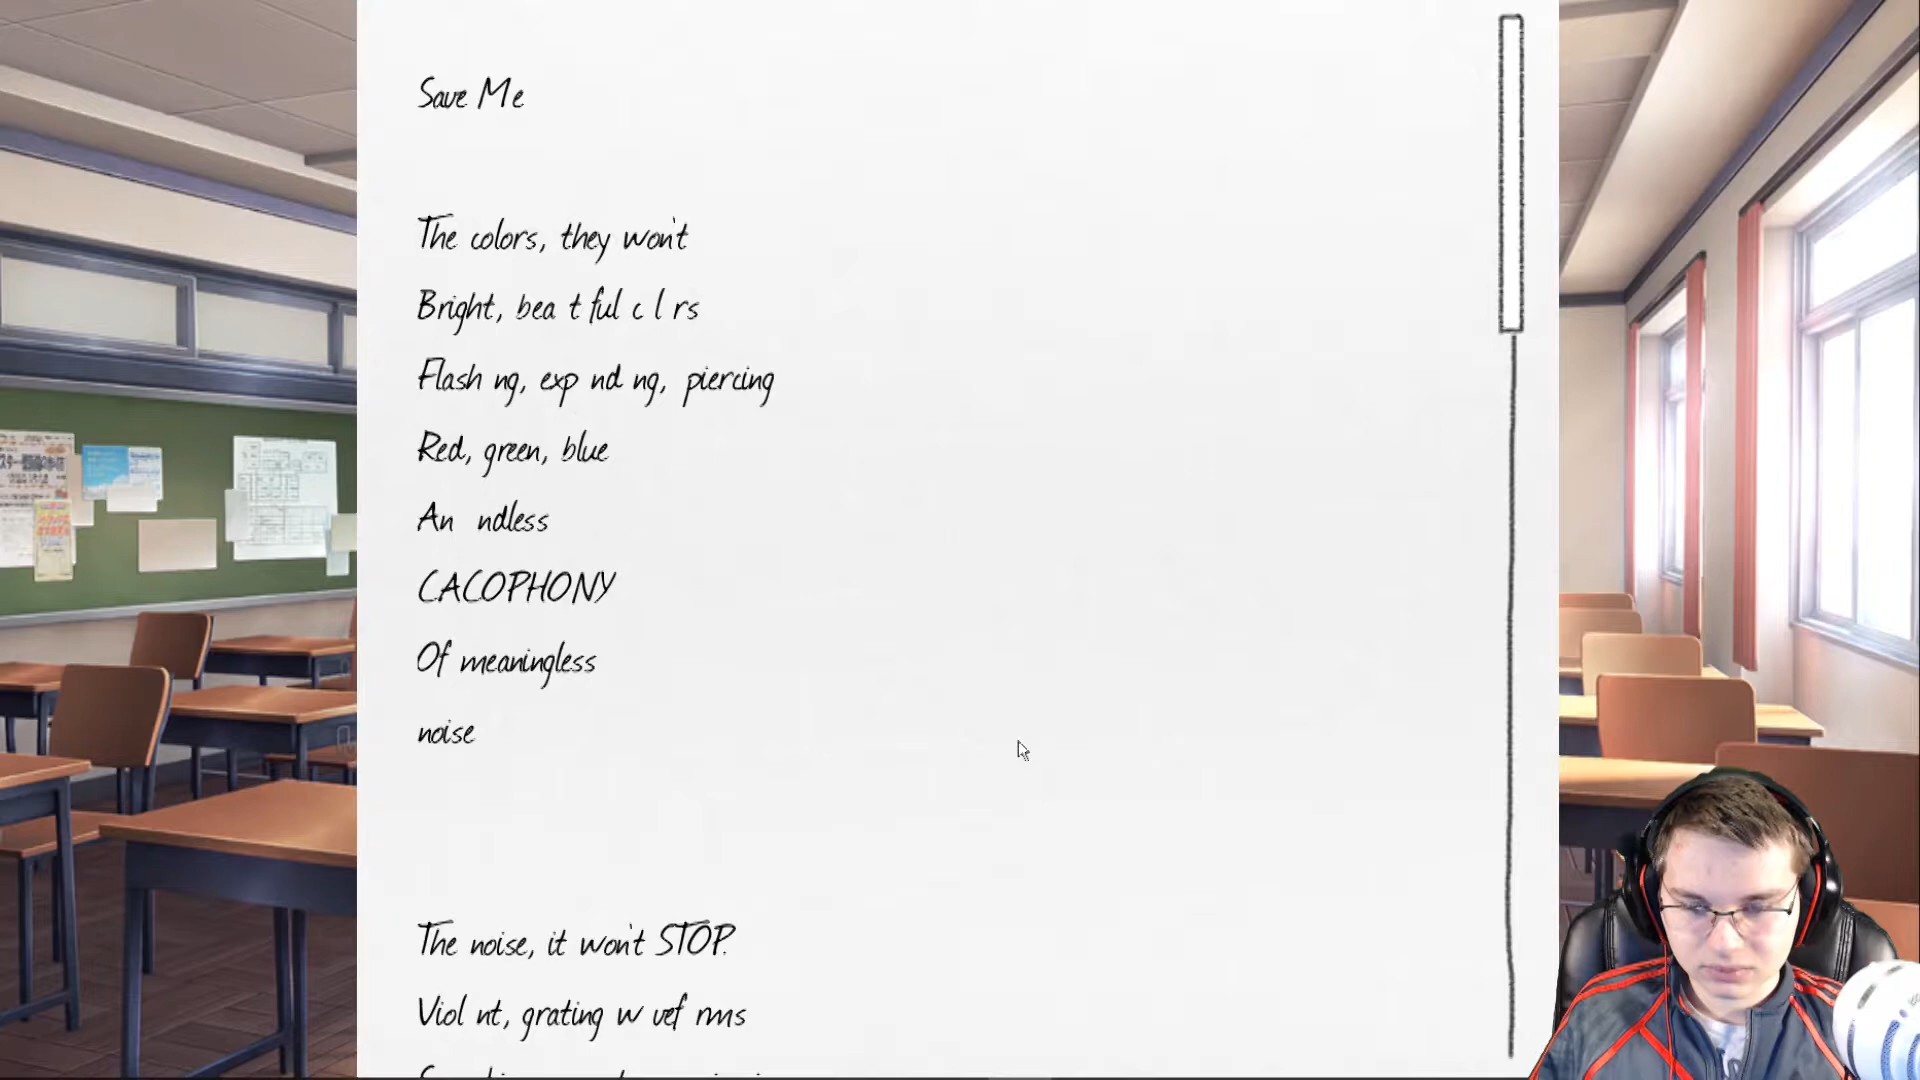 Save Me
The colors, they won't
Bright, bea t ful c l rs
Flash ng, exp nd ng, piercing
Red, green, blue
An ndless
CACOPHONY
Of meaningless
noise
The noise, it won't STOP.
Viol nt, grating w vef rms